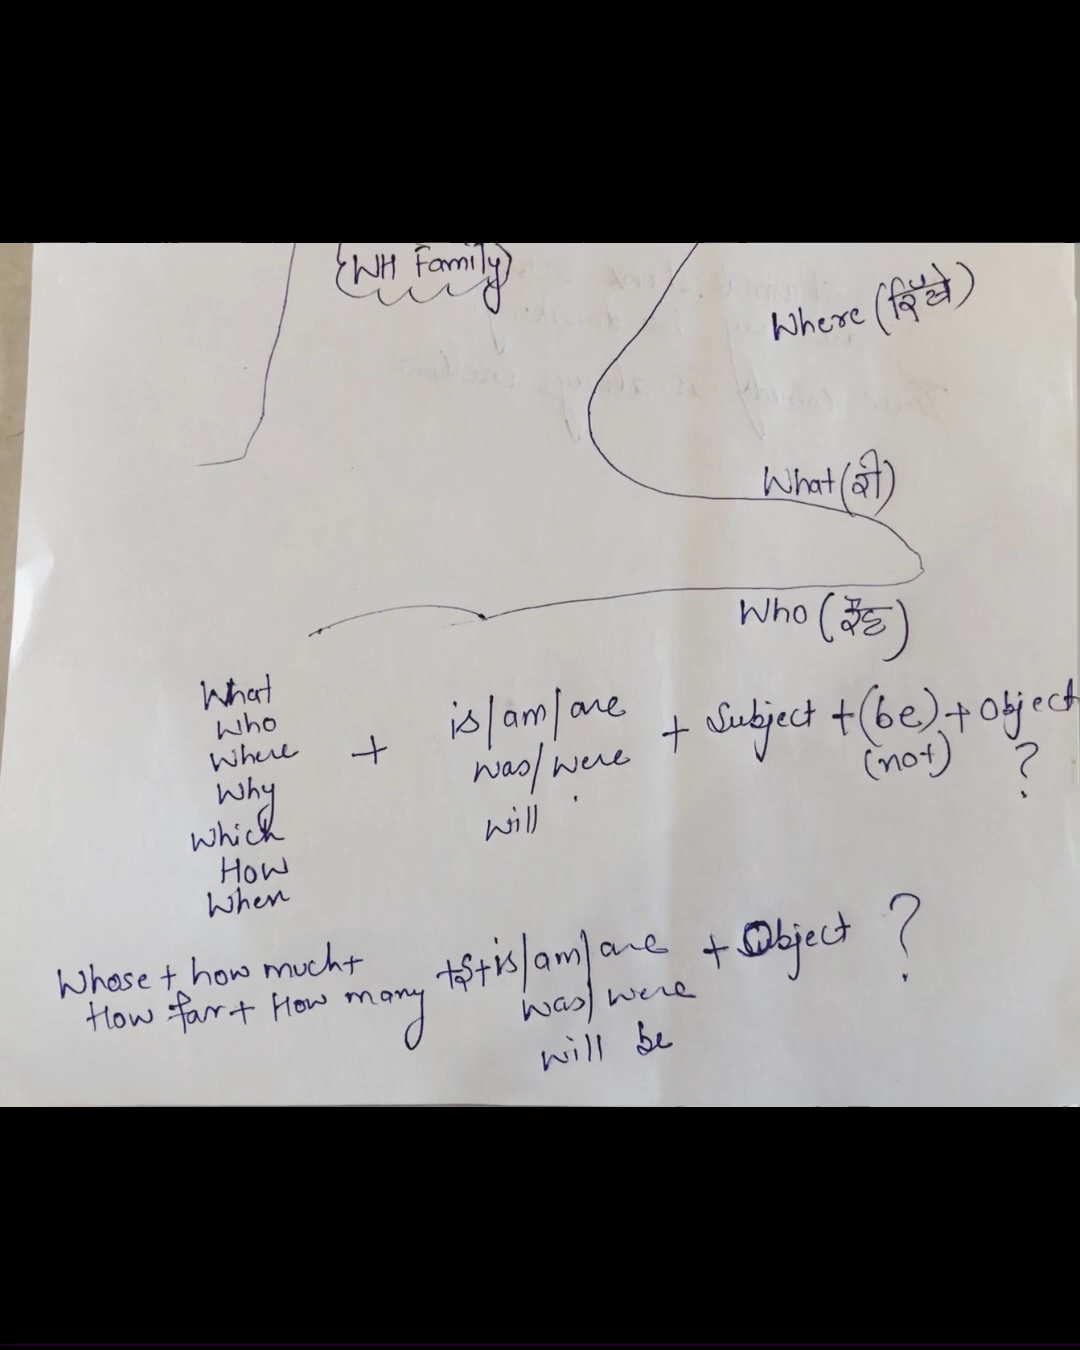 {WH Family}
Where (ਕਿੱਥੇ)
What (ਕੀ)
Who (ਕੌਣ)
What
Who
Where
Why
Which
How
When
+ is/am/are
was/were
will
+ Subject + (be) + Object
(not) ?
Whose + how much+
How far + How many
+S+is/am/are + Object ?
was/were
will be